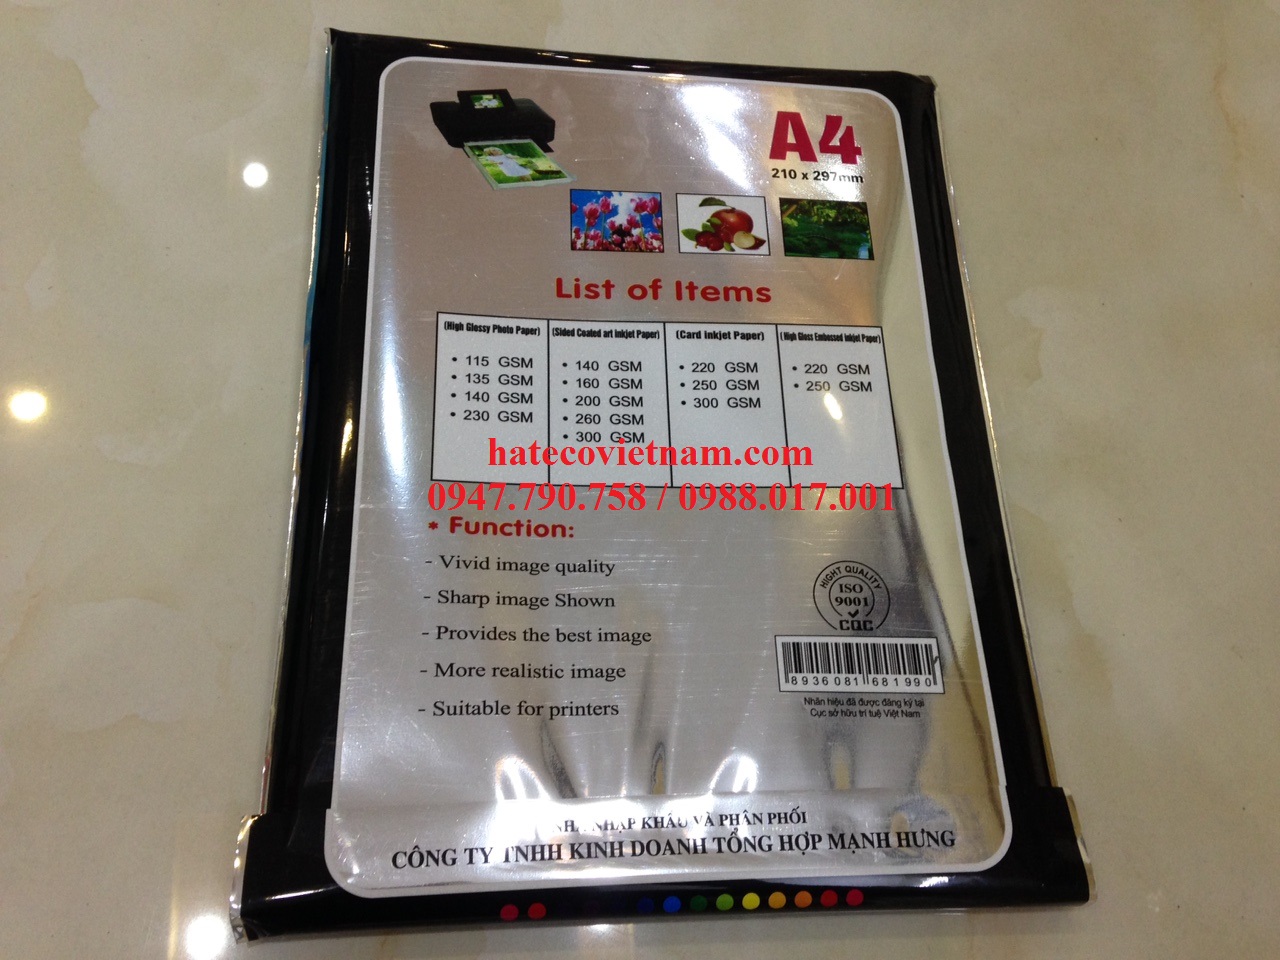 A4
210 x 297mm
List of Items
(High Glossy Photo Paper)
• 115 GSM
• 135 GSM
• 140 GSM
• 230 GSM
(Sided Coated art Inkjet Paper)
• 140 GSM
• 160 GSM
• 200 GSM
• 260 GSM
• 300 GSM
(Card Inkjet Paper)
• 220 GSM
• 250 GSM
• 300 GSM
(High Gloss Embossed Inkjet Paper)
• 220 GSM
• 250 GSM
hatecovietnam.com
0947.790.758 / 0988.017.001
* Function:
- Vivid image quality
- Sharp image Shown
- Provides the best image
- More realistic image
- Suitable for printers
HIGHT QUALITY
ISO
9001
CQC
8936081 681990
Nhãn hiệu đã được đăng ký tại
Cục sở hữu trí tuệ Việt Nam
NHẬP KHẨU VÀ PHÂN PHỐI
CÔNG TY TNHH KINH DOANH TỔNG HỢP MẠNH HƯNG